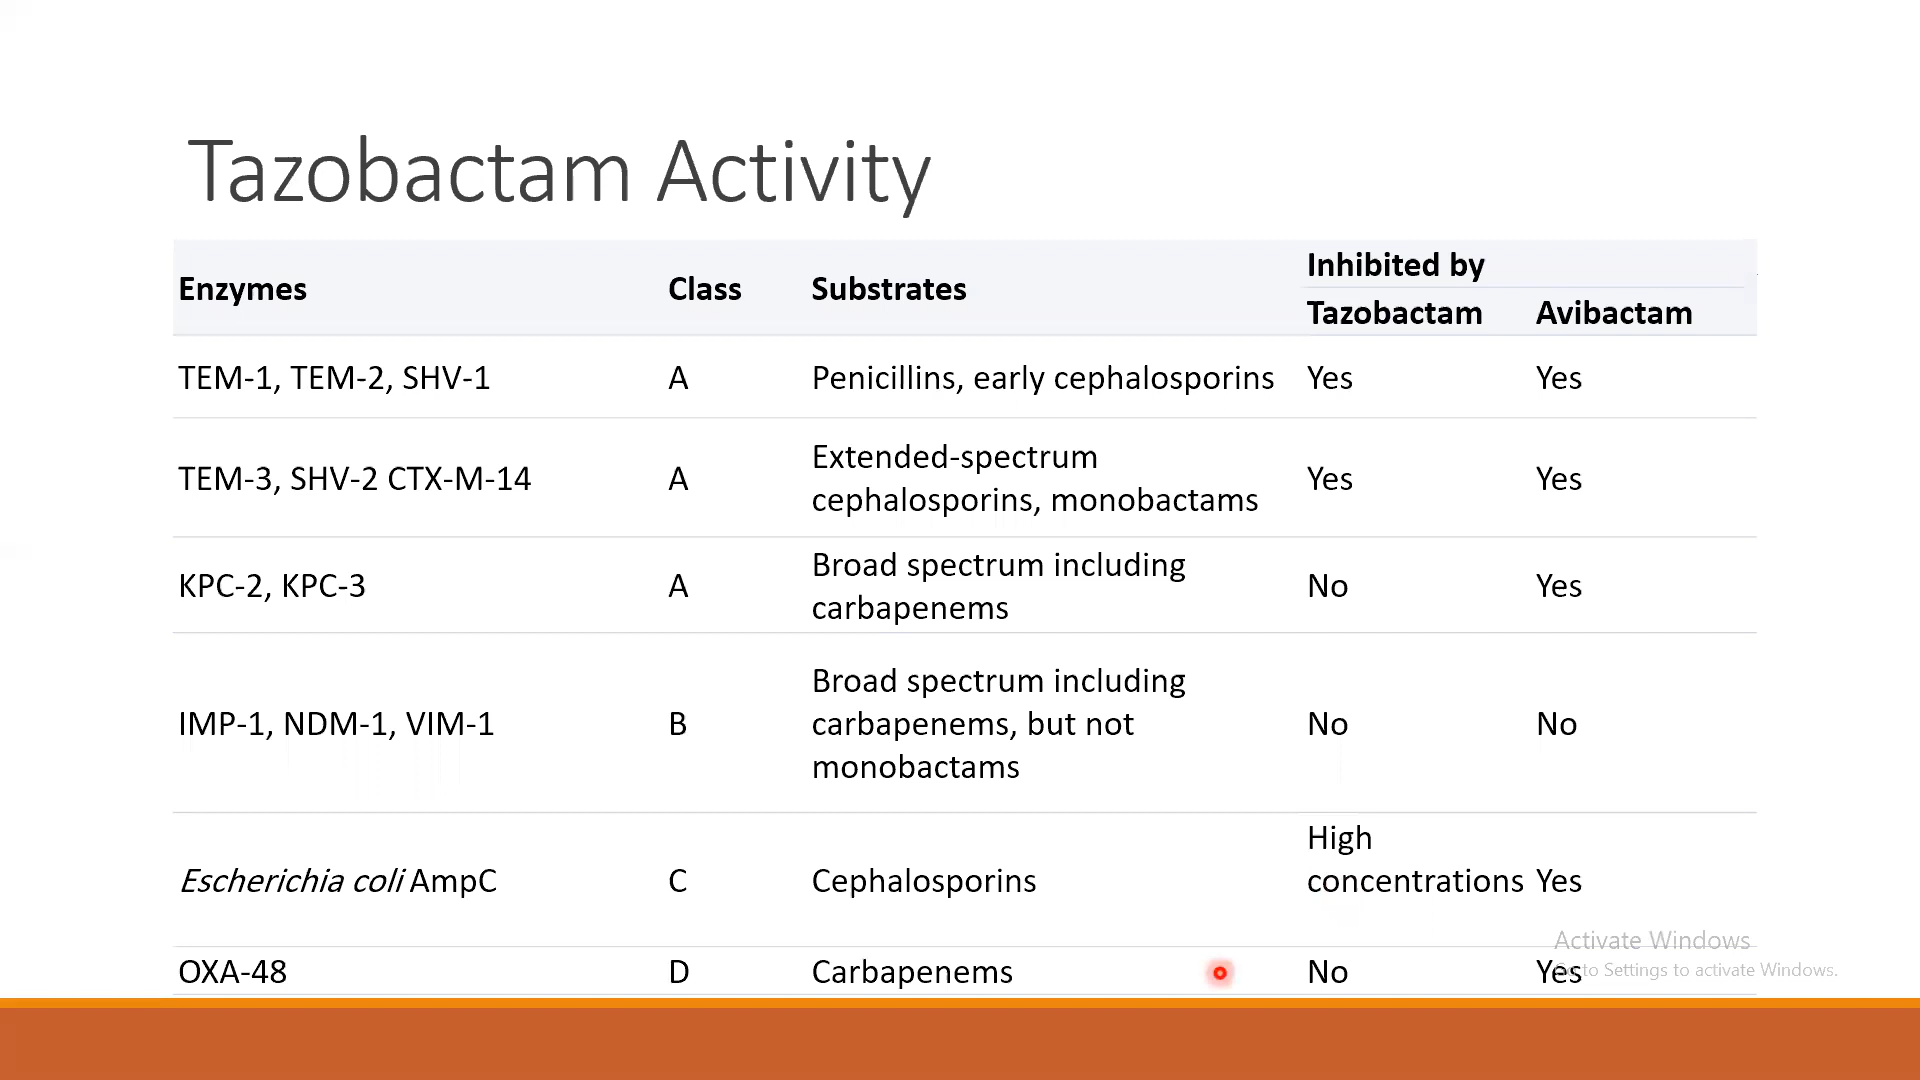 Tazobactam Activity
Enzymes Class Substrates Inhibited by
Tazobactam Avibactam
TEM-1, TEM-2, SHV-1 A Penicillins, early cephalosporins Yes Yes
TEM-3, SHV-2 CTX-M-14 A Extended-spectrum
cephalosporins, monobactams Yes Yes
KPC-2, KPC-3 A Broad spectrum including
carbapenems No Yes
IMP-1, NDM-1, VIM-1 B Broad spectrum including
carbapenems, but not
monobactams No No
Escherichia coli AmpC C Cephalosporins High
concentrations Yes
OXA-48 D Carbapenems No Yes
Activate Windows
Go to Settings to activate Windows.